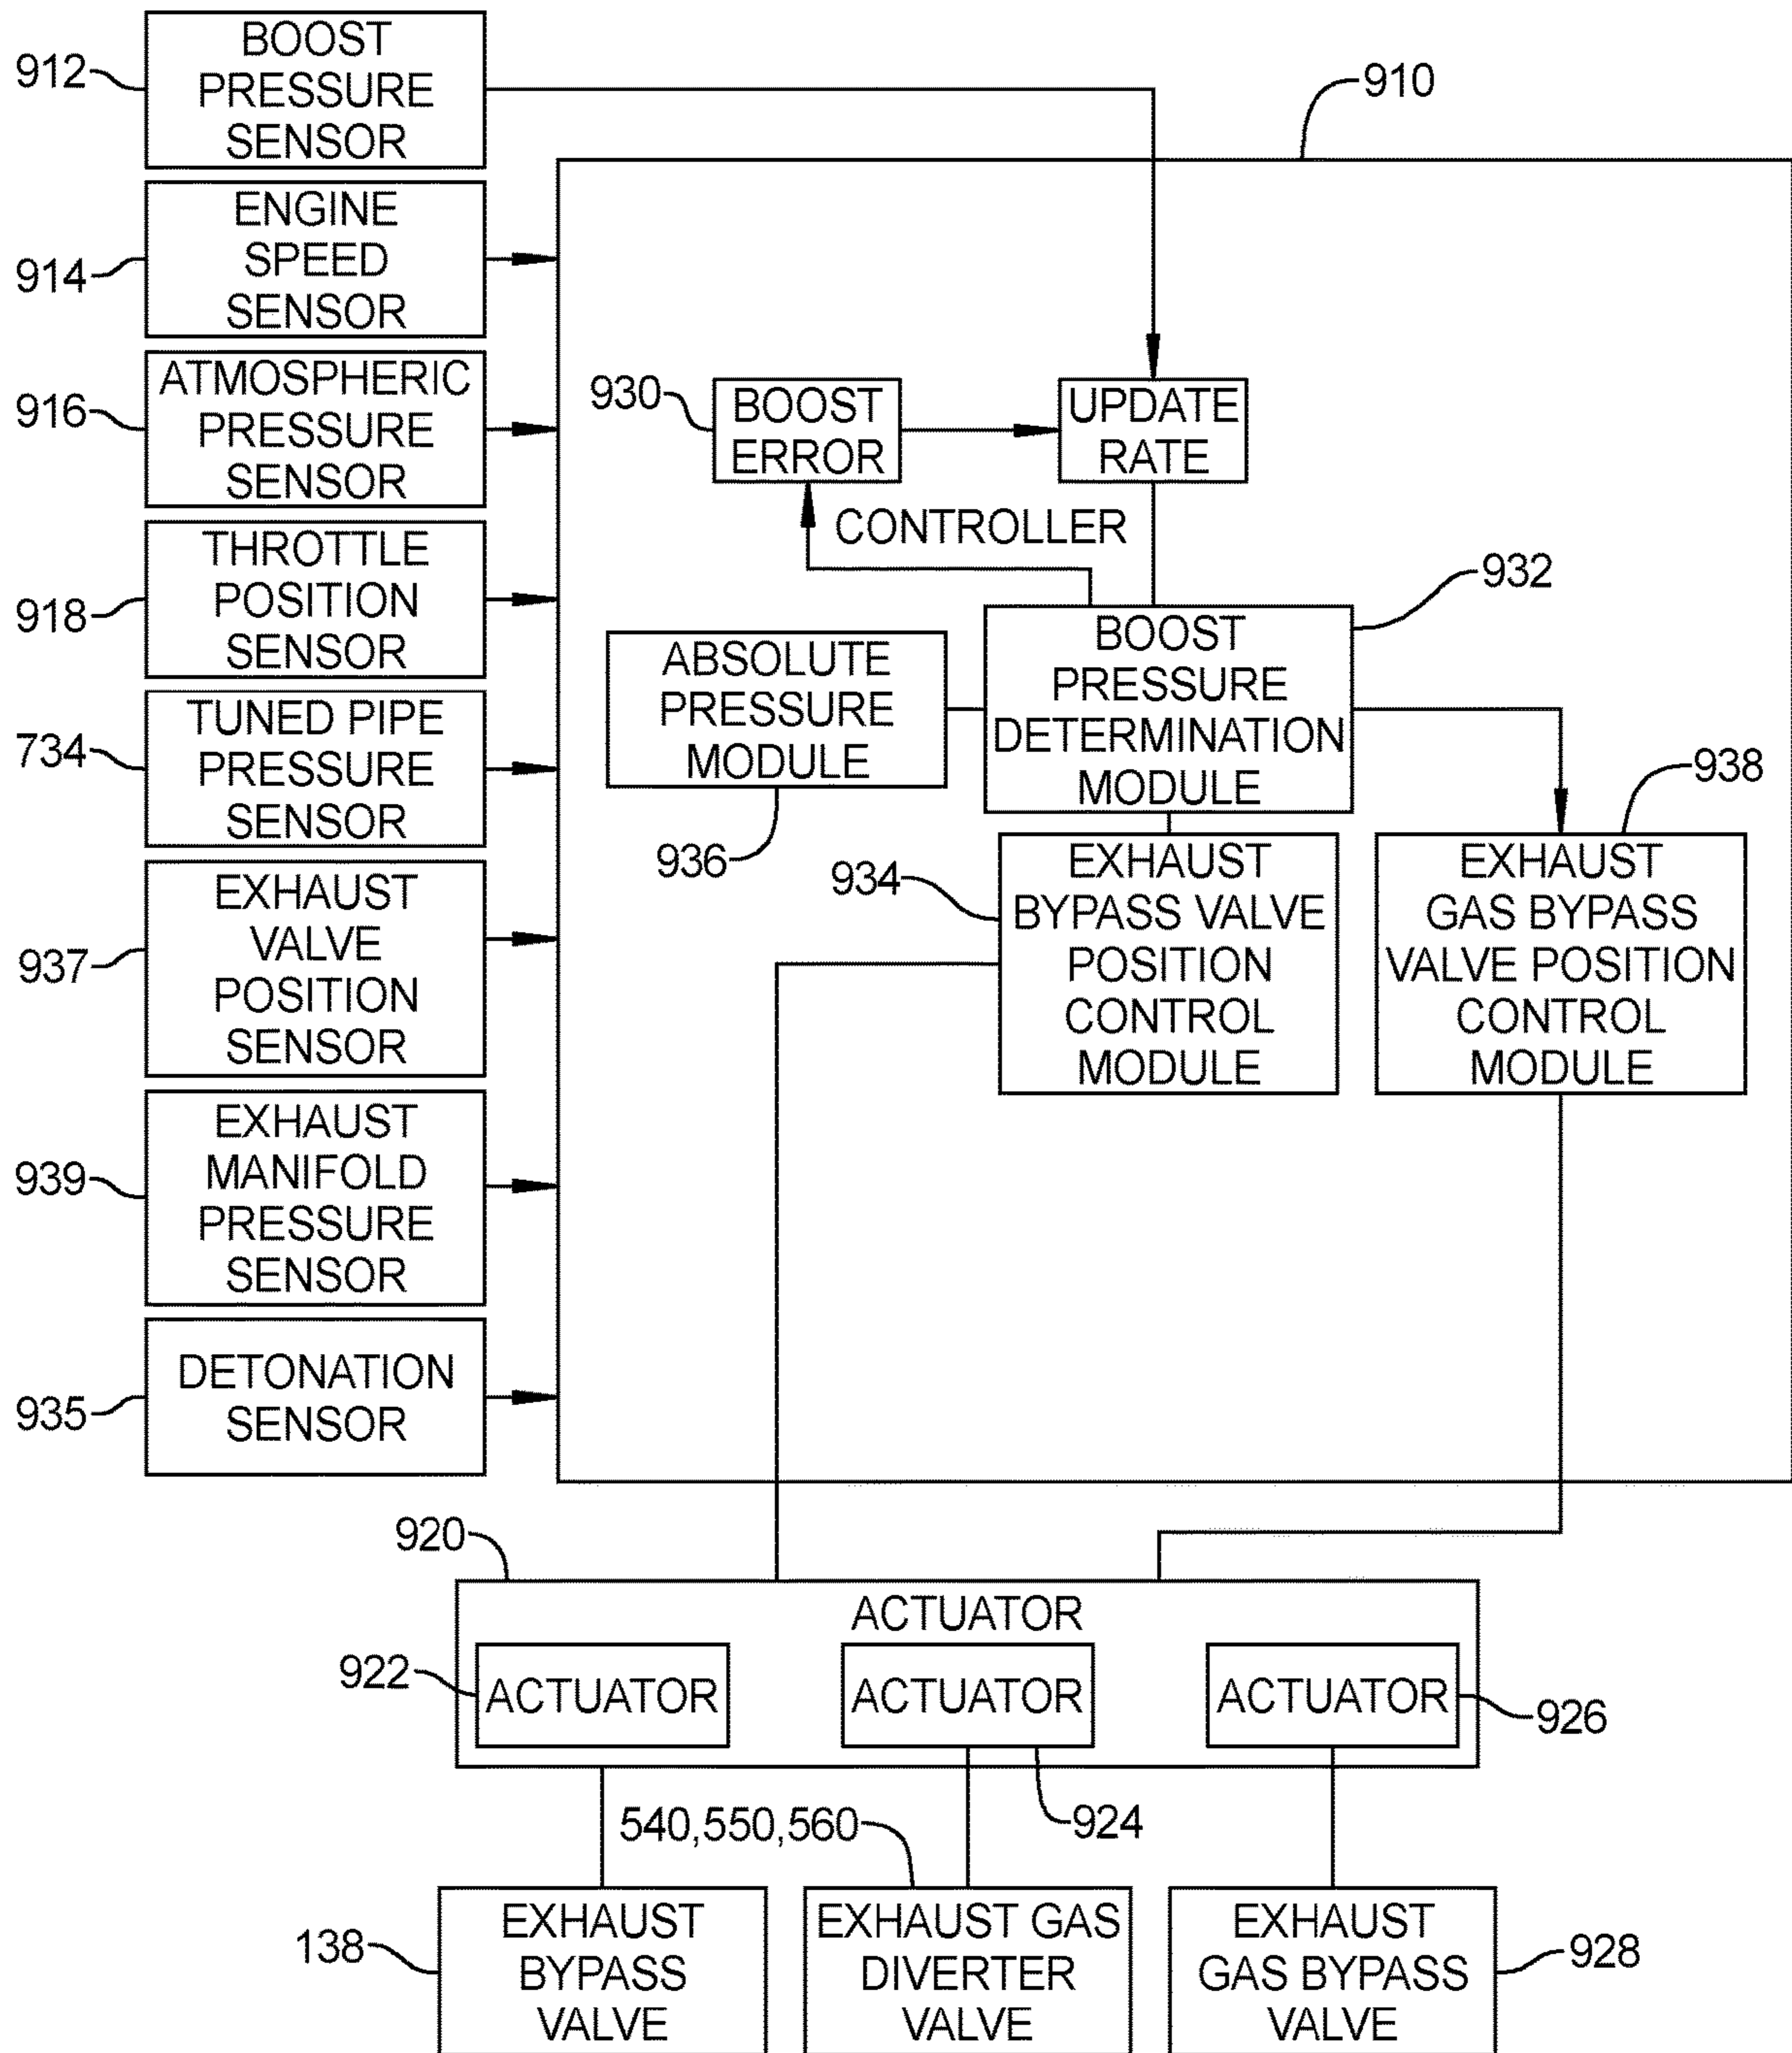 912
BOOST
PRESSURE
SENSOR
910
914
ENGINE
SPEED
SENSOR
916
ATMOSPHERIC
PRESSURE
SENSOR
930
BOOST
ERROR
UPDATE
RATE
CONTROLLER
918
THROTTLE
POSITION
SENSOR
932
BOOST
PRESSURE
DETERMINATION
MODULE
ABSOLUTE
PRESSURE
MODULE
936
734
TUNED PIPE
PRESSURE
SENSOR
938
934
EXHAUST
BYPASS VALVE
POSITION
CONTROL
MODULE
EXHAUST
GAS BYPASS
VALVE POSITION
CONTROL
MODULE
937
EXHAUST
VALVE
POSITION
SENSOR
939
EXHAUST
MANIFOLD
PRESSURE
SENSOR
935
DETONATION
SENSOR
920
ACTUATOR
922
ACTUATOR
ACTUATOR
ACTUATOR
926
540,550,560
924
138
EXHAUST
BYPASS
VALVE
EXHAUST GAS
DIVERTER
VALVE
EXHAUST
GAS BYPASS
VALVE
928